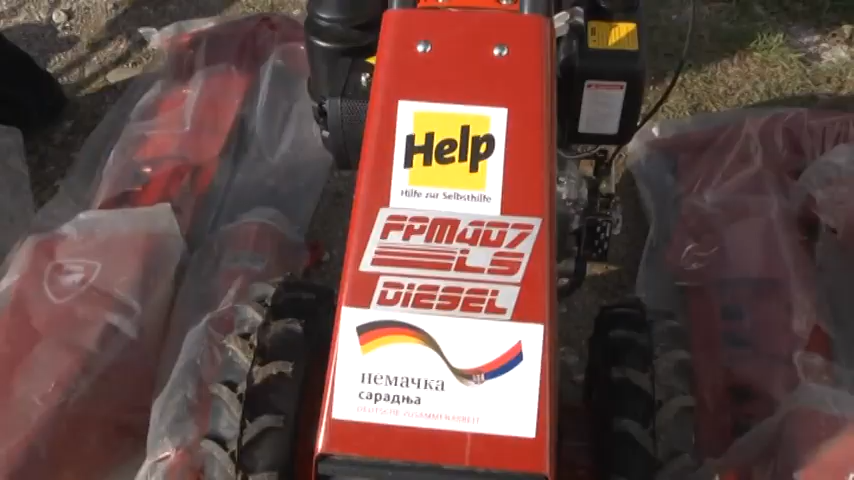 Help
Hilfe zur Selbsthilfe
FPM407
LS
DIESEL
немачка
сарадња
DEUTSCHE ZUSAMMENARBEIT